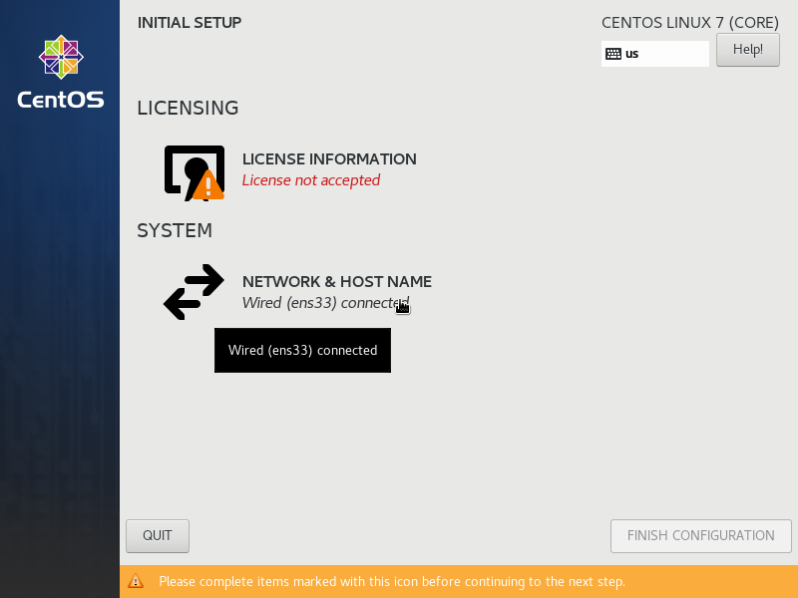 INITIAL SETUP
CENTOS LINUX 7 (CORE)
us
Help!
CentOS
LICENSING
LICENSE INFORMATION
License not accepted
SYSTEM
NETWORK & HOST NAME
Wired (ens33) connected
Wired (ens33) connected
QUIT
FINISH CONFIGURATION
Please complete items marked with this icon before continuing to the next step.